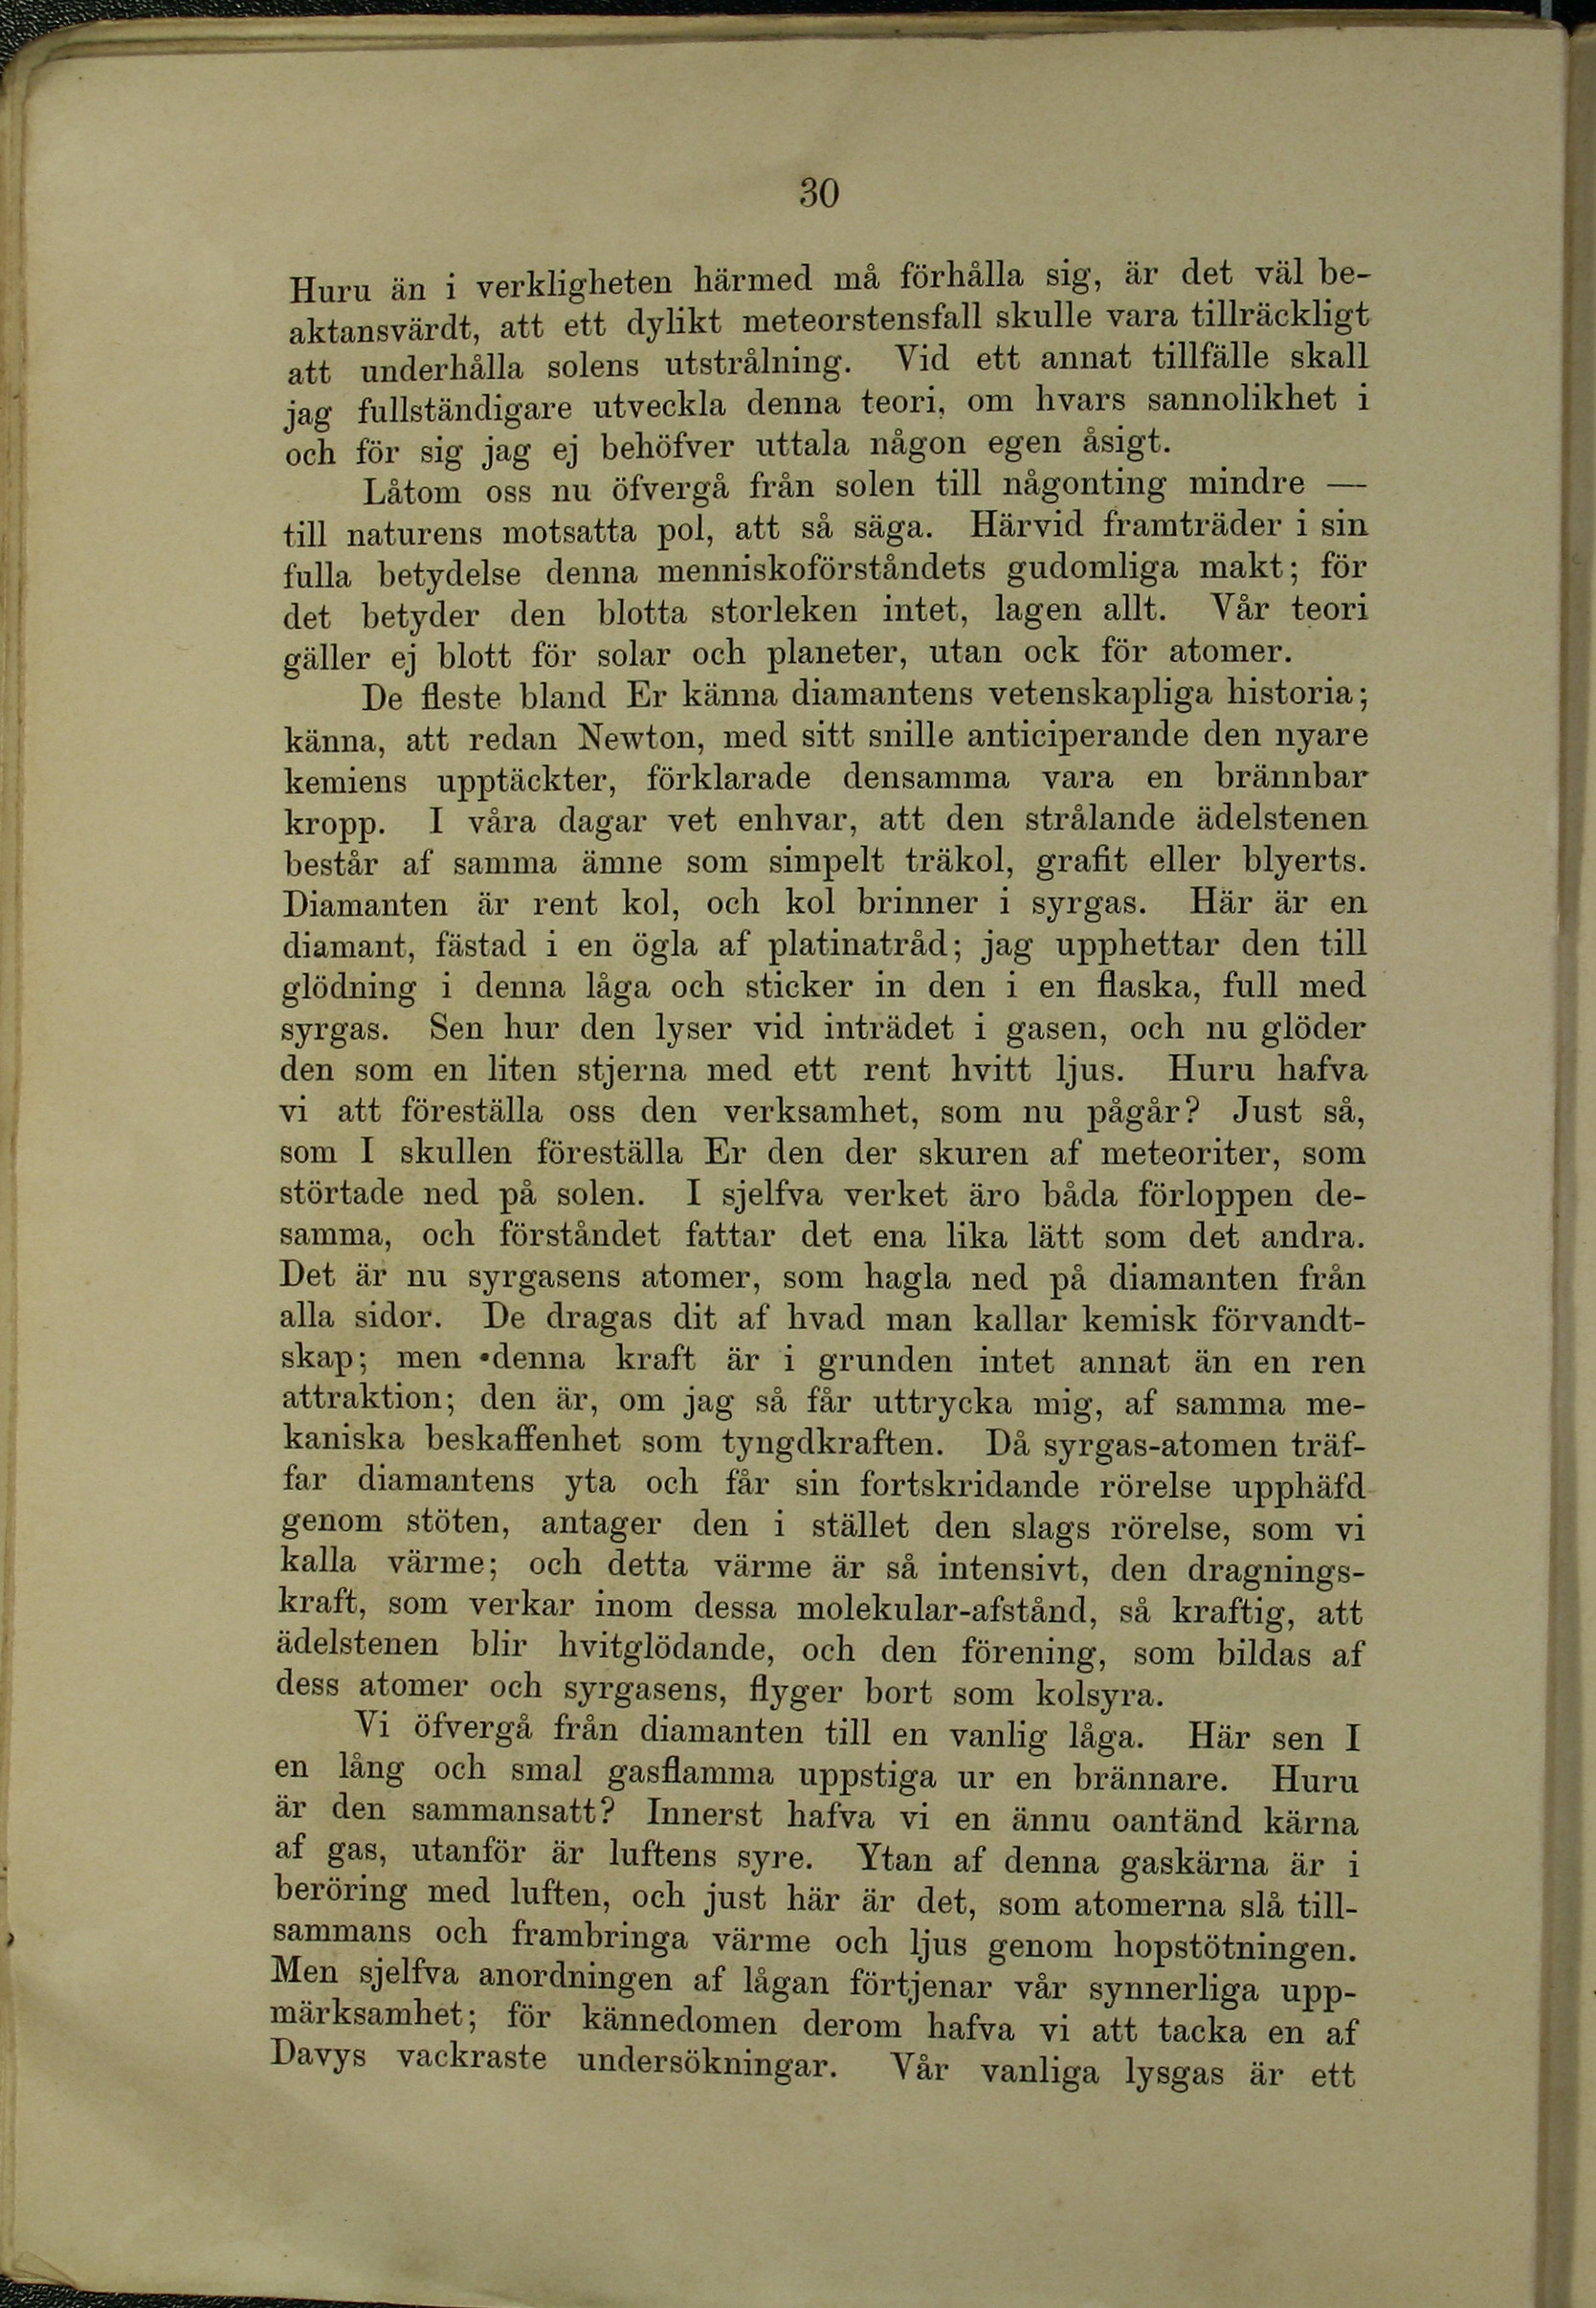 30
Huru än i verkligheten härmed må förhålla sig, är det väl be-
aktansvärdt, att ett dylikt meteorstensfall skulle vara tillräckligt
att underhålla solens utstrålning. Vid ett annat tillfälle skall
jag fullständigare utveckla denna teori, om hvars sannolikhet i
och för sig jag ej behöfver uttala någon egen åsigt.
Låtom oss nu öfvergå från solen till någonting mindre —
till naturens motsatta pol, att så säga. Härvid framträder i sin
fulla betydelse denna menniskoförståndets gudomliga makt; för
det betyder den blotta storleken intet, lagen allt. Vår teori
gäller ej blott för solar och planeter, utan ock för atomer.
De fleste bland Er känna diamantens vetenskapliga historia;
känna, att redan Newton, med sitt snille anticiperande den nyare
kemiens upptäckter, förklarade densamma vara en brännbar
kropp. I våra dagar vet enhvar, att den strålande ädelstenen
består af samma ämne som simpelt träkol, grafit eller blyerts.
Diamanten är rent kol, och kol brinner i syrgas. Här är en
diamant, fästad i en ögla af platinatråd; jag upphettar den till
glödning i denna låga och sticker in den i en flaska, full med
syrgas. Sen hur den lyser vid inträdet i gasen, och nu glöder
den som en liten stjerna med ett rent hvitt ljus. Huru hafva
vi att föreställa oss den verksamhet, som nu pågår? Just så,
som I skullen föreställa Er den der skuren af meteoriter, som
störtade ned på solen. I sjelfva verket äro båda förloppen de-
samma, och förståndet fattar det ena lika lätt som det andra.
Det är nu syrgasens atomer, som hagla ned på diamanten från
alla sidor. De dragas dit af hvad man kallar kemisk förvandt-
skap; men •denna kraft är i grunden intet annat än en ren
attraktion; den är, om jag så får uttrycka mig, af samma me-
kaniska beskaffenhet som tyngdkraften. Då syrgas-atomen träf-
far diamantens yta och får sin fortskridande rörelse upphäfd
genom stöten, antager den i stället den slags rörelse, som vi
kalla värme; och detta värme är så intensivt, den dragnings-
kraft, som verkar inom dessa molekular-afstånd, så kraftig, att
ädelstenen blir hvitglödande, och den förening, som bildas af
dess atomer och syrgasens, flyger bort som kolsyra.
Vi öfvergå från diamanten till en vanlig låga. Här sen I
en lång och smal gasflamma uppstiga ur en brännare. Huru
är den sammansatt? Innerst hafva vi en ännu oantänd kärna
af gas, utanför är luftens syre. Ytan af denna gaskärna är i
beröring med luften, och just här är det, som atomerna slå till-
sammans och frambringa värme och ljus genom hopstötningen.
Men sjelfva anordningen af lågan förtjenar vår synnerliga upp-
märksamhet; för kännedomen derom hafva vi att tacka en af
Davys vackraste undersökningar. Vår vanliga lysgas är ett